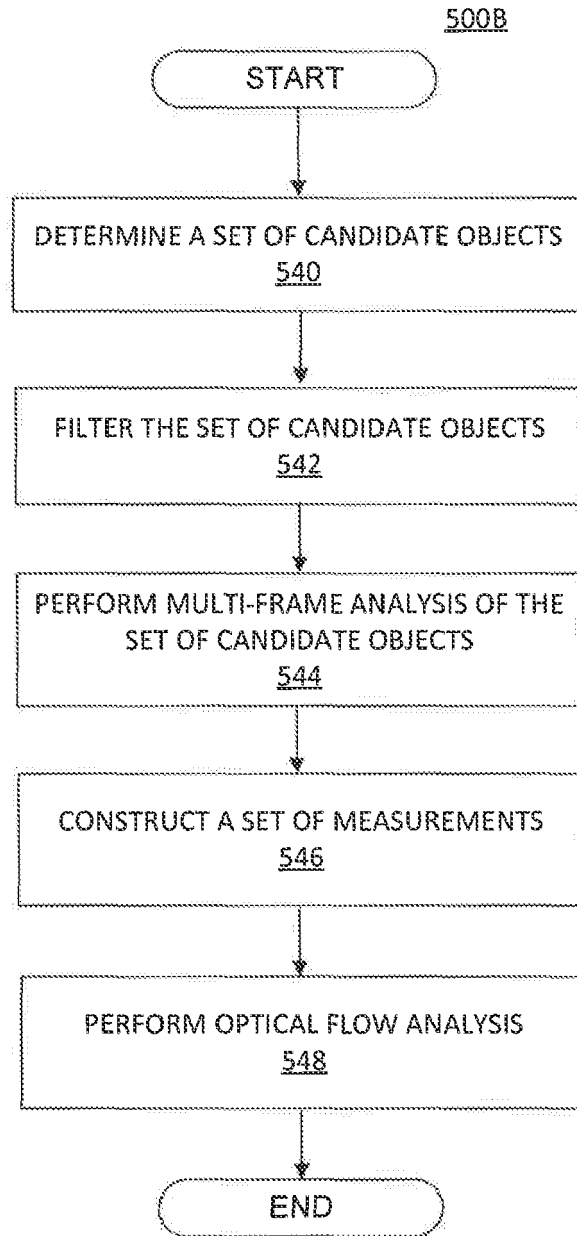 500B
START
DETERMINE A SET OF CANDIDATE OBJECTS
540
FILTER THE SET OF CANDIDATE OBJECTS
542
PERFORM MULTI-FRAME ANALYSIS OF THE
SET OF CANDIDATE OBJECTS
544
CONSTRUCT A SET OF MEASUREMENTS
546
PERFORM OPTICAL FLOW ANALYSIS
548
END